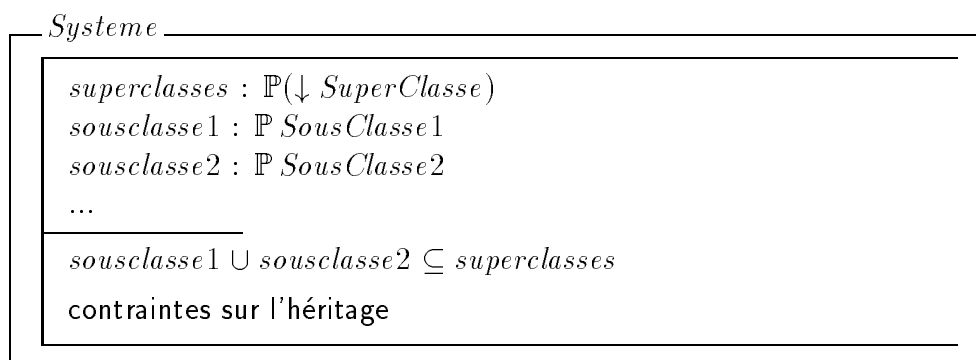 Systeme
superclasses : ℙ(↓ SuperClasse)
sousclasse1 : ℙ SousClasse1
sousclasse2 : ℙ SousClasse2
...
sousclasse1 ∪ sousclasse2 ⊆ superclasses
contraintes sur l'héritage